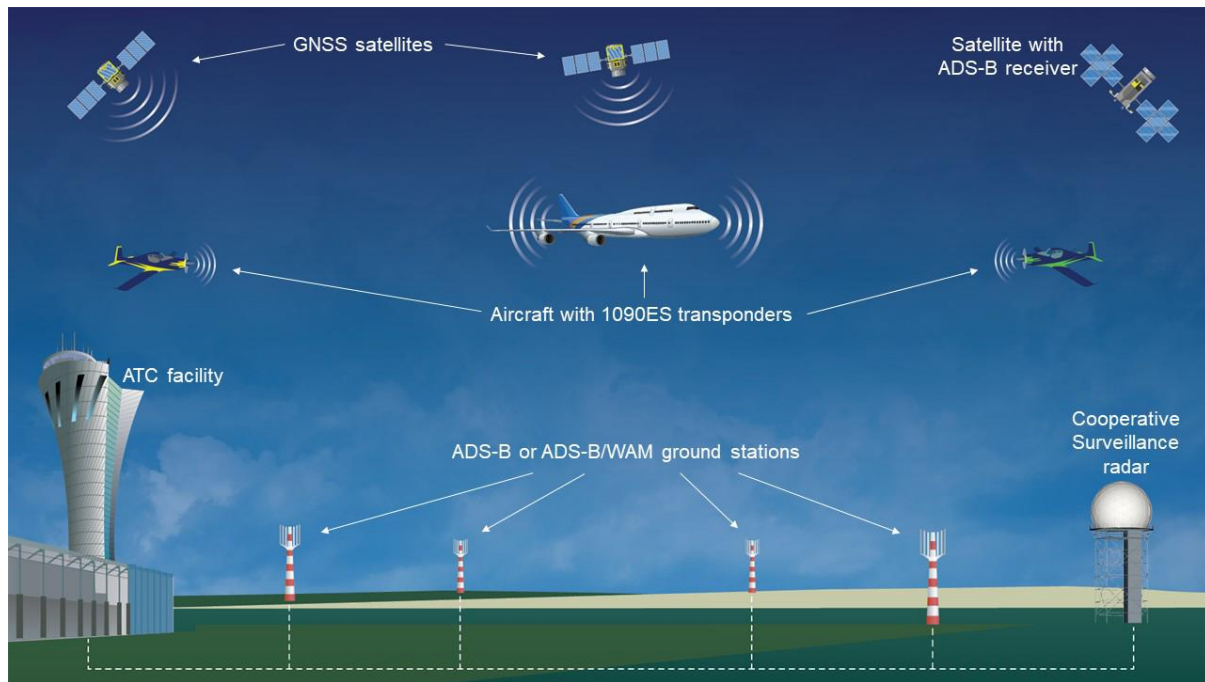 GNSS satellites
Satellite with
ADS-B receiver
Aircraft with 1090ES transponders
ATC facility
Cooperative
Surveillance
radar
ADS-B or ADS-B/WAM ground stations